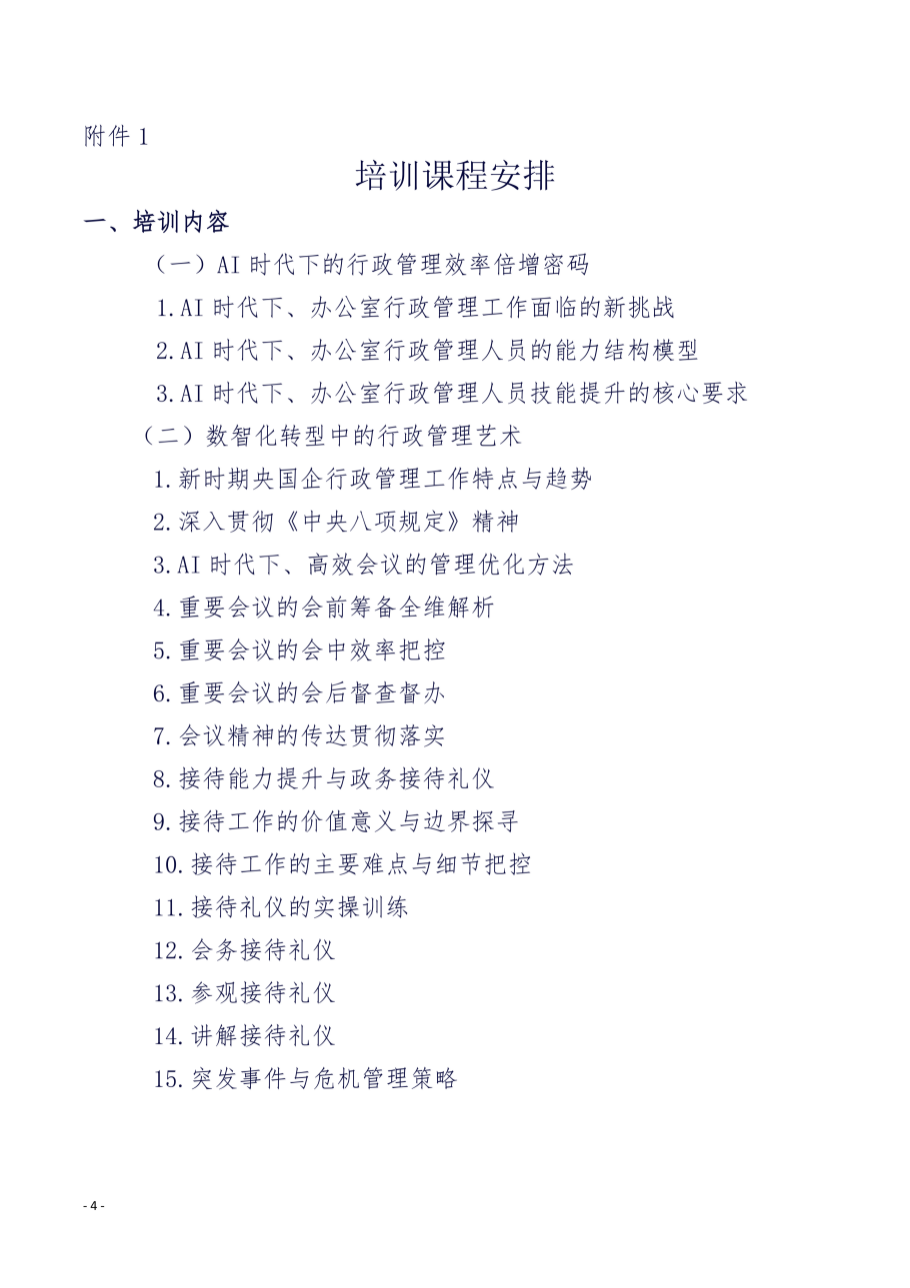 附件 1
培训课程安排
一、培训内容
（一）AI 时代下的行政管理效率倍增密码
1.AI 时代下、办公室行政管理工作面临的新挑战
2.AI 时代下、办公室行政管理人员的能力结构模型
3.AI 时代下、办公室行政管理人员技能提升的核心要求
（二）数智化转型中的行政管理艺术
1.新时期央国企行政管理工作特点与趋势
2.深入贯彻《中央八项规定》精神
3.AI 时代下、高效会议的管理优化方法
4.重要会议的会前筹备全维解析
5.重要会议的会中效率把控
6.重要会议的会后督查督办
7.会议精神的传达贯彻落实
8.接待能力提升与政务接待礼仪
9.接待工作的价值意义与边界探寻
10.接待工作的主要难点与细节把控
11.接待礼仪的实操训练
12.会务接待礼仪
13.参观接待礼仪
14.讲解接待礼仪
15.突发事件与危机管理策略
- 4 -